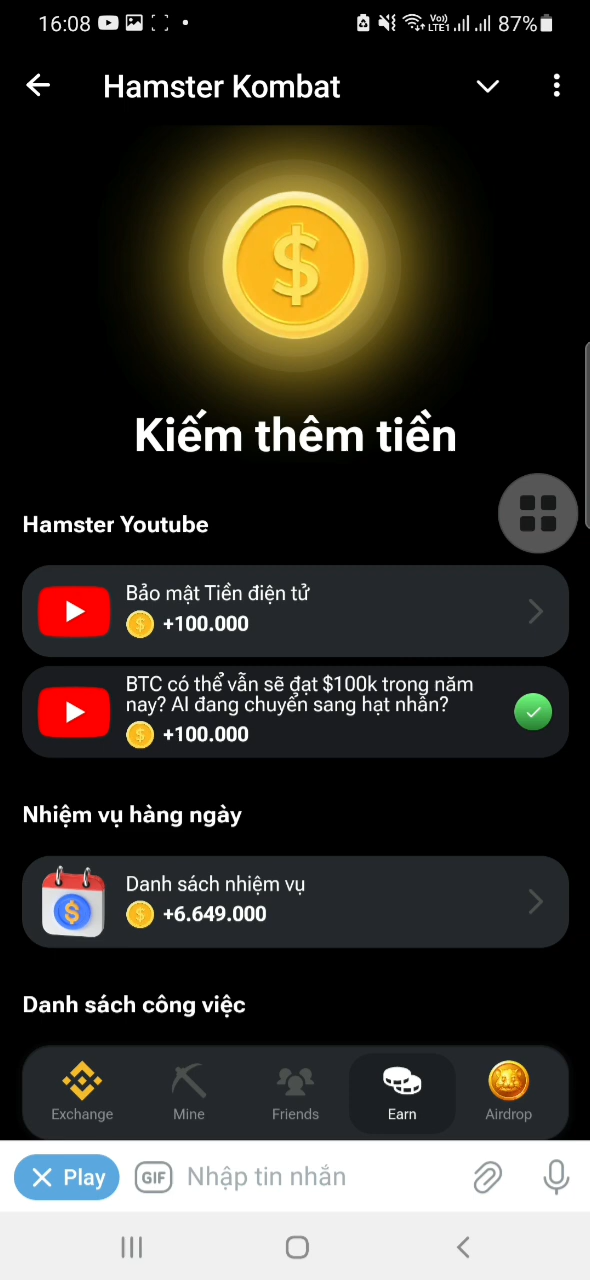 16:08 Vo)) LTE1 87%
Hamster Kombat
$
Kiếm thêm tiền
Hamster Youtube
Bảo mật Tiền điện tử
$ +100.000
BTC có thể vẫn sẽ đạt $100k trong năm
nay? AI đang chuyển sang hạt nhân?
$ +100.000
Nhiệm vụ hàng ngày
Danh sách nhiệm vụ
$ +6.649.000
Danh sách công việc
Exchange Mine Friends Earn Airdrop
Play GIF Nhập tin nhắn